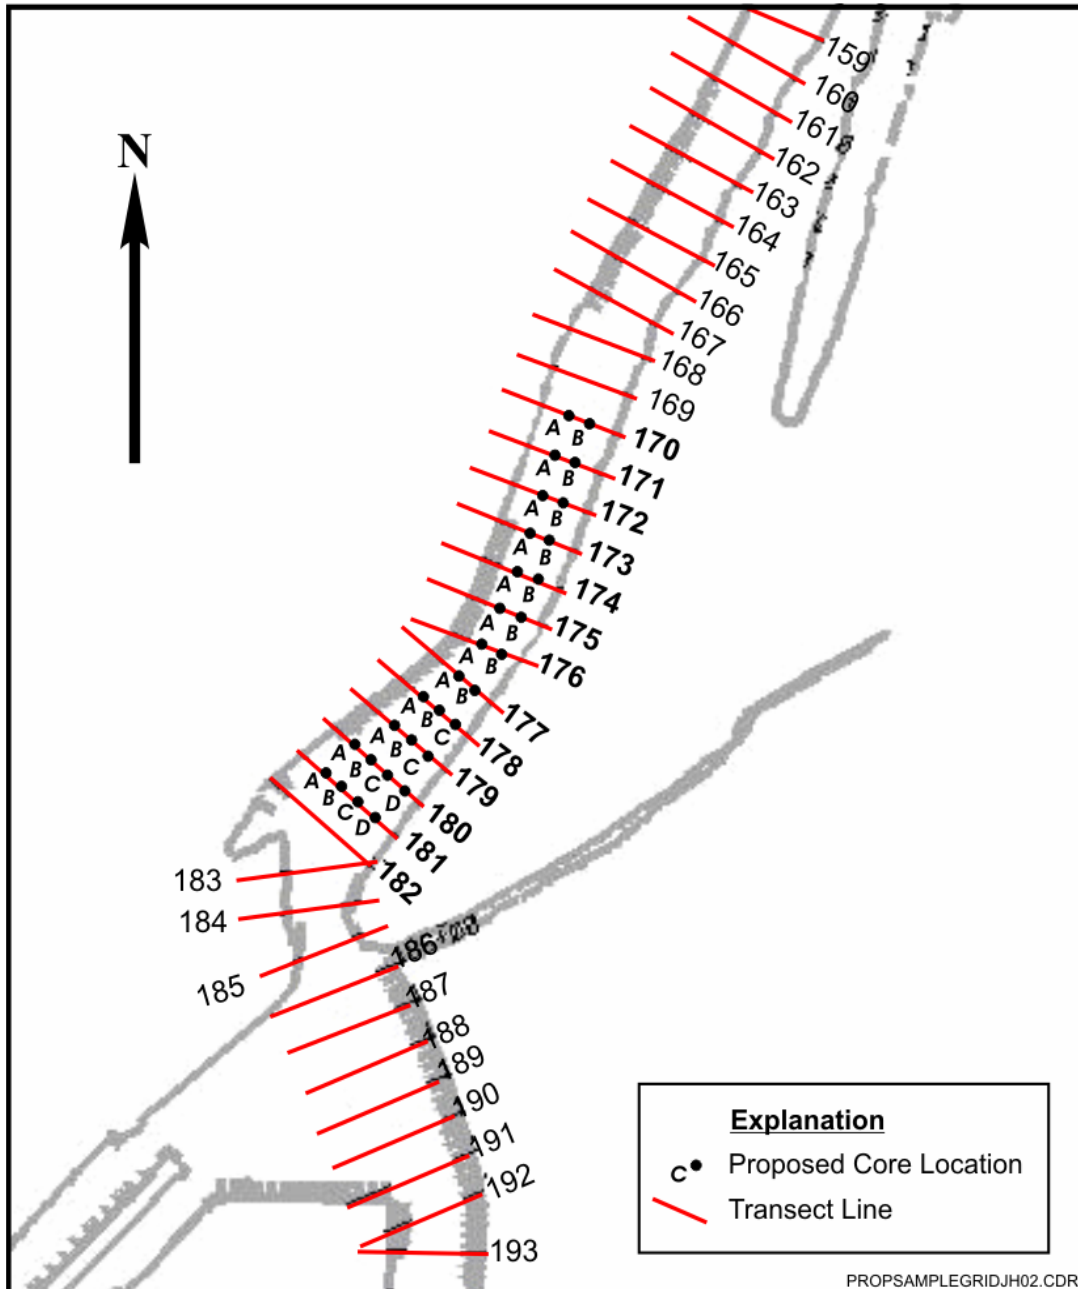 159
N
160
161
162
163
164
165
166
167
168
169
A B 170
A B 171
A B 172
A B 173
A B 174
A B 175
A B 176
A B 177
A B C 178
A B C 179
A B C D 180
A B C D 181
182
183
184
185
186
187
188
189
190
191
192
193
Explanation
C Proposed Core Location
Transect Line
PROPSAMPLEGRIDJH02.CDR